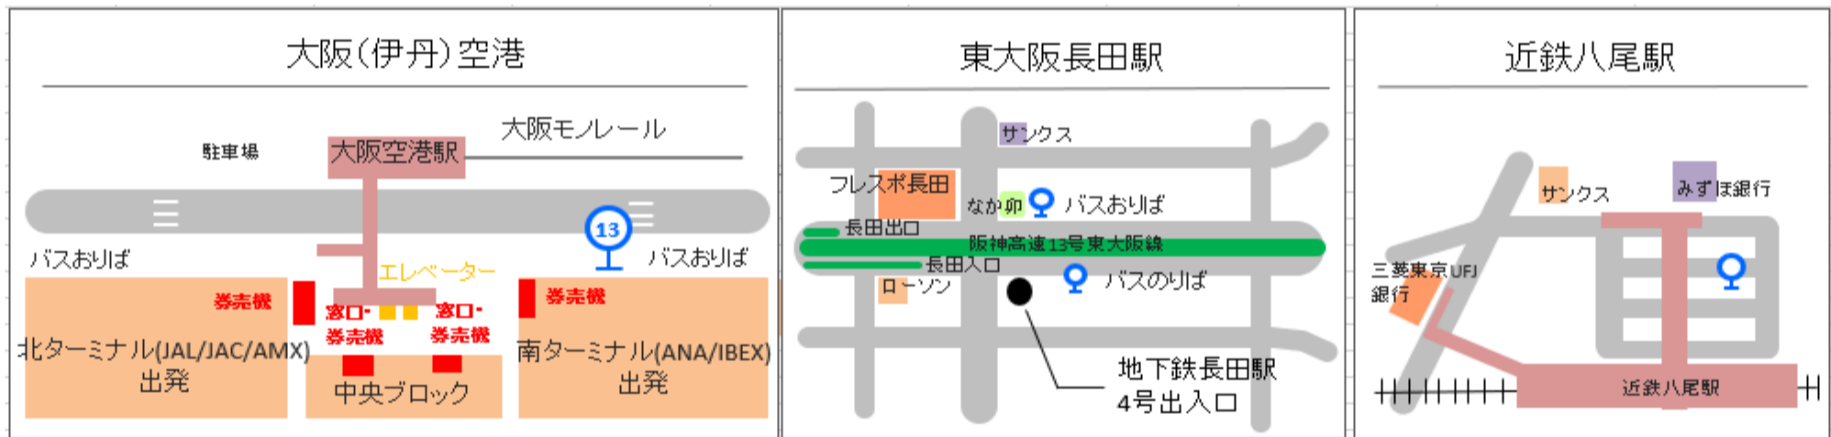 大阪(伊丹)空港
大阪モノレール
駐車場
大阪空港駅
13
バスおりば
バスおりば
エレベーター
券売機
券売機
窓口・
券売機
窓口・
券売機
北ターミナル(JAL/JAC/AMX)
出発
南ターミナル(ANA/IBEX)
出発
中央ブロック
東大阪長田駅
サンクス
フレスポ長田
なか卯
バスおりば
長田出口
阪神高速13号東大阪線
長田入口
ローソン
バスのりば
地下鉄長田駅
4号出入口
近鉄八尾駅
サンクス
みずほ銀行
三菱東京UFJ
銀行
近鉄八尾駅